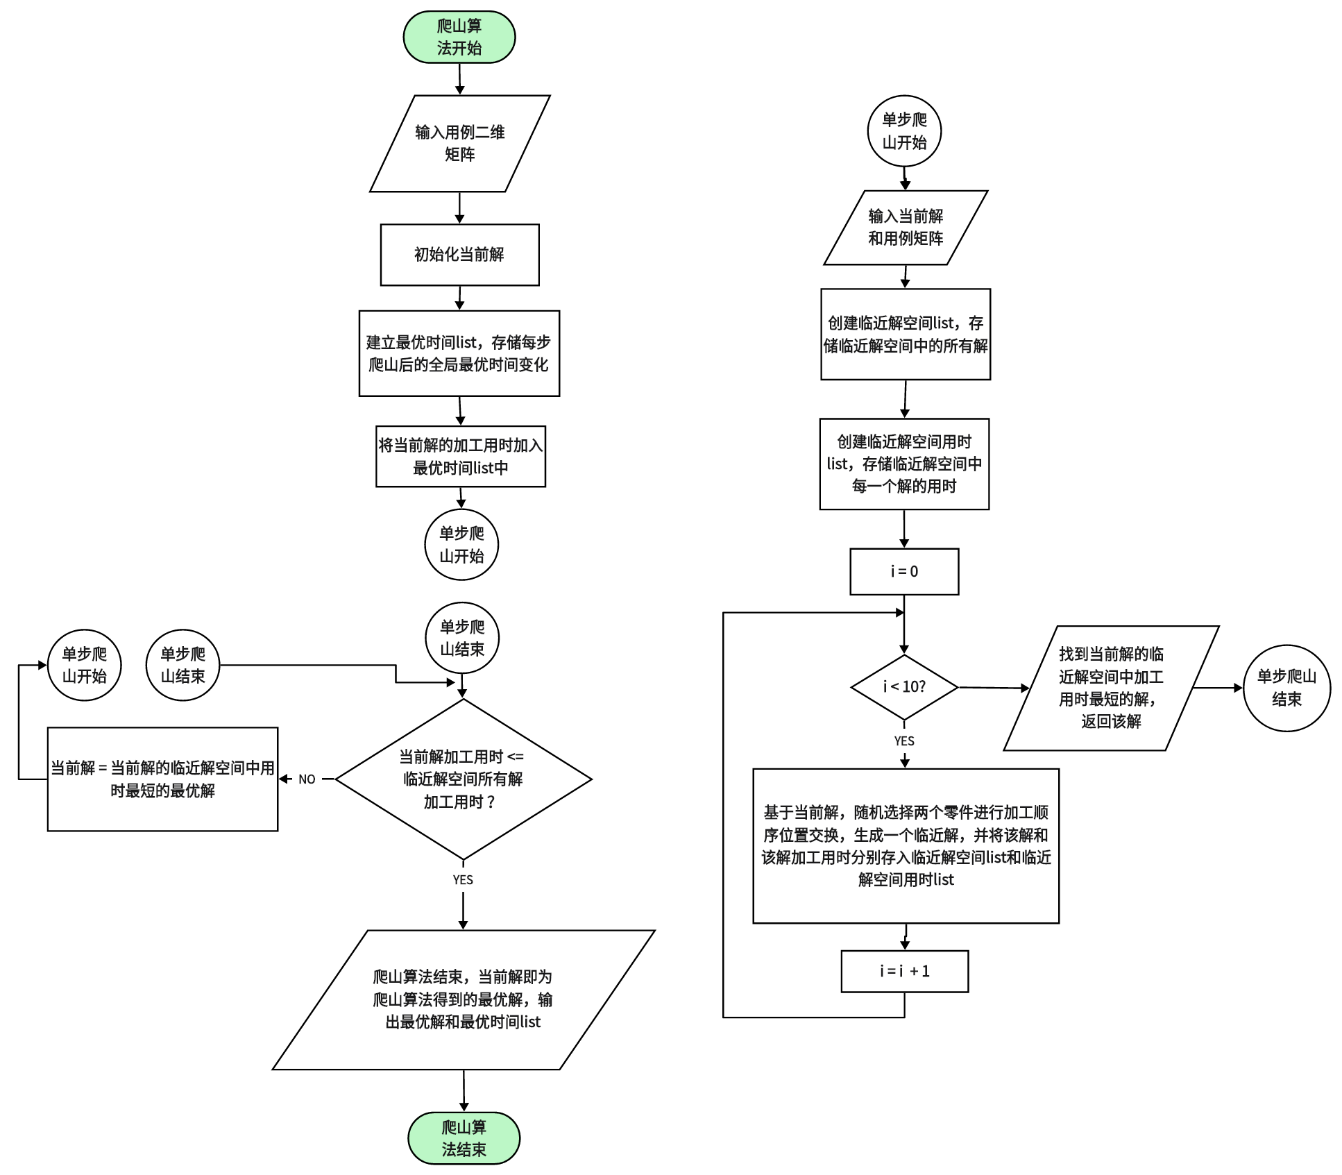 爬山算
法开始
输入用例二维
矩阵
初始化当前解
建立最优时间list，存储每步
爬山后的全局最优时间变化
将当前解的加工用时加入
最优时间list中
单步爬
山开始
单步爬
山结束
单步爬
山开始
单步爬
山结束
当前解加工用时 <=
临近解空间所有解
加工用时？
NO
当前解 = 当前解的临近解空间中用
时最短的最优解
YES
爬山算法结束，当前解即为
爬山算法得到的最优解，输
出最优解和最优时间list
爬山算
法结束
单步爬
山开始
输入当前解
和用例矩阵
创建临近解空间list，存
储临近解空间中的所有解
创建临近解空间用时
list，存储临近解空间中
每一个解的用时
i = 0
i < 10?
找到当前解的临
近解空间中加工
用时最短的解，
返回该解
单步爬山
结束
YES
基于当前解，随机选择两个零件进行加工顺
序位置交换，生成一个临近解，并将该解和
该解加工用时分别存入临近解空间list和临近
解空间用时list
i = i + 1